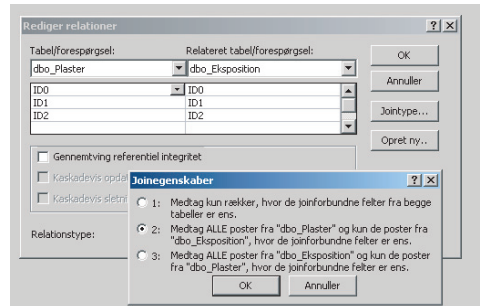 Rediger relationer
Tabel/forespørgsel: Relateret tabel/forespørgsel:
dbo_Plaster dbo_Eksposition
ID0 ID0
ID1 ID1
ID2 ID2
OK
Annuller
Jointype...
Opret ny..
Gennemtving referentiel integritet
Kaskadevis opdat
Kaskadevis sletni
Relationstype:
Joinegenskaber
1: Medtag kun rækker, hvor de joinforbundne felter fra begge
tabeller er ens.
2: Medtag ALLE poster fra "dbo_Plaster" og kun de poster fra
"dbo_Eksposition", hvor de joinforbundne felter er ens.
3: Medtag ALLE poster fra "dbo_Eksposition" og kun de poster
fra "dbo_Plaster", hvor de joinforbundne felter er ens.
OK Annuller